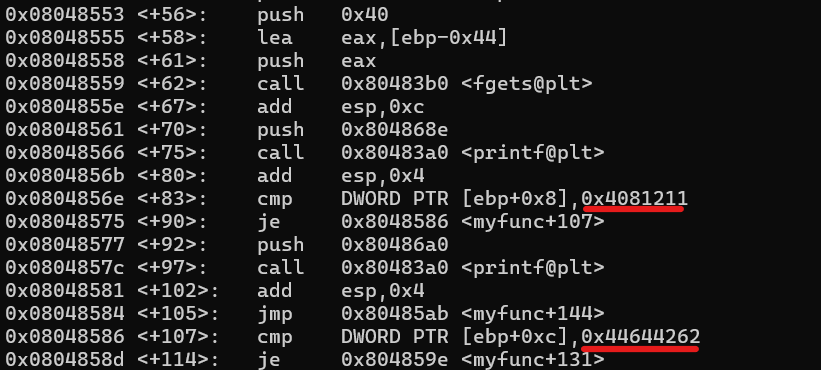 0x08048553 <+56>: push 0x40
0x08048555 <+58>: lea eax,[ebp-0x44]
0x08048558 <+61>: push eax
0x08048559 <+62>: call 0x80483b0 <fgets@plt>
0x0804855e <+67>: add esp,0xc
0x08048561 <+70>: push 0x804868e
0x08048566 <+75>: call 0x80483a0 <printf@plt>
0x0804856b <+80>: add esp,0x4
0x0804856e <+83>: cmp DWORD PTR [ebp+0x8],0x4081211
0x08048575 <+90>: je 0x8048586 <myfunc+107>
0x08048577 <+92>: push 0x80486a0
0x0804857c <+97>: call 0x80483a0 <printf@plt>
0x08048581 <+102>: add esp,0x4
0x08048584 <+105>: jmp 0x80485ab <myfunc+144>
0x08048586 <+107>: cmp DWORD PTR [ebp+0xc],0x44644262
0x0804858d <+114>: je 0x804859e <myfunc+131>